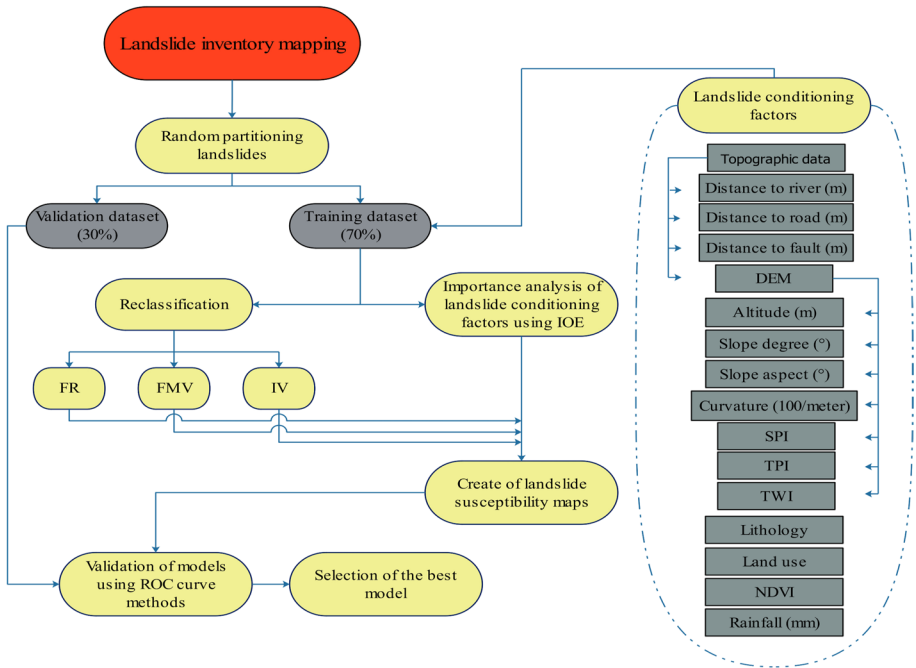 Landslide inventory mapping
Random partitioning
landslides
Validation dataset
(30%)
Training dataset
(70%)
Reclassification
Importance analysis of
landslide conditioning
factors using IOE
FR
FMV
IV
Create of landslide
susceptibility maps
Validation of models
using ROC curve
methods
Selection of the best
model
Landslide conditioning
factors
Topographic data
Distance to river (m)
Distance to road (m)
Distance to fault (m)
DEM
Altitude (m)
Slope degree (°)
Slope aspect (°)
Curvature (100/meter)
SPI
TPI
TWI
Lithology
Land use
NDVI
Rainfall (mm)